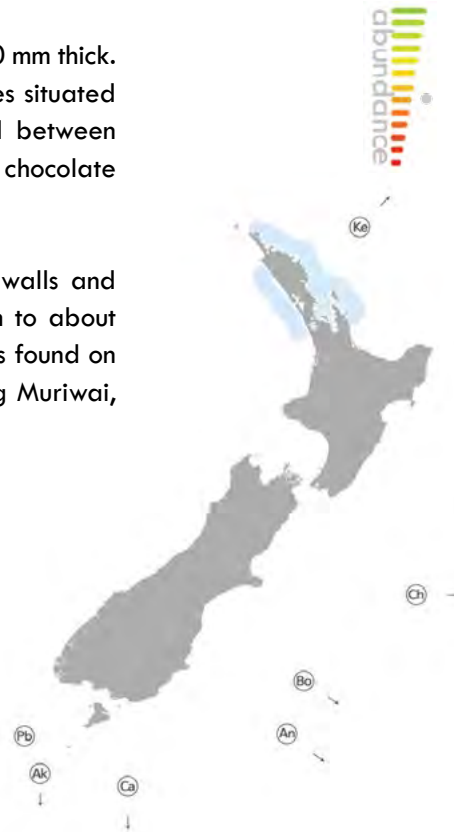 0 mm thick.
es situated
l between
chocolate
walls and
n to about
s found on
g Muriwai,
abundance
Ke
Ch
Bo
An
Pb
Ak
Ca